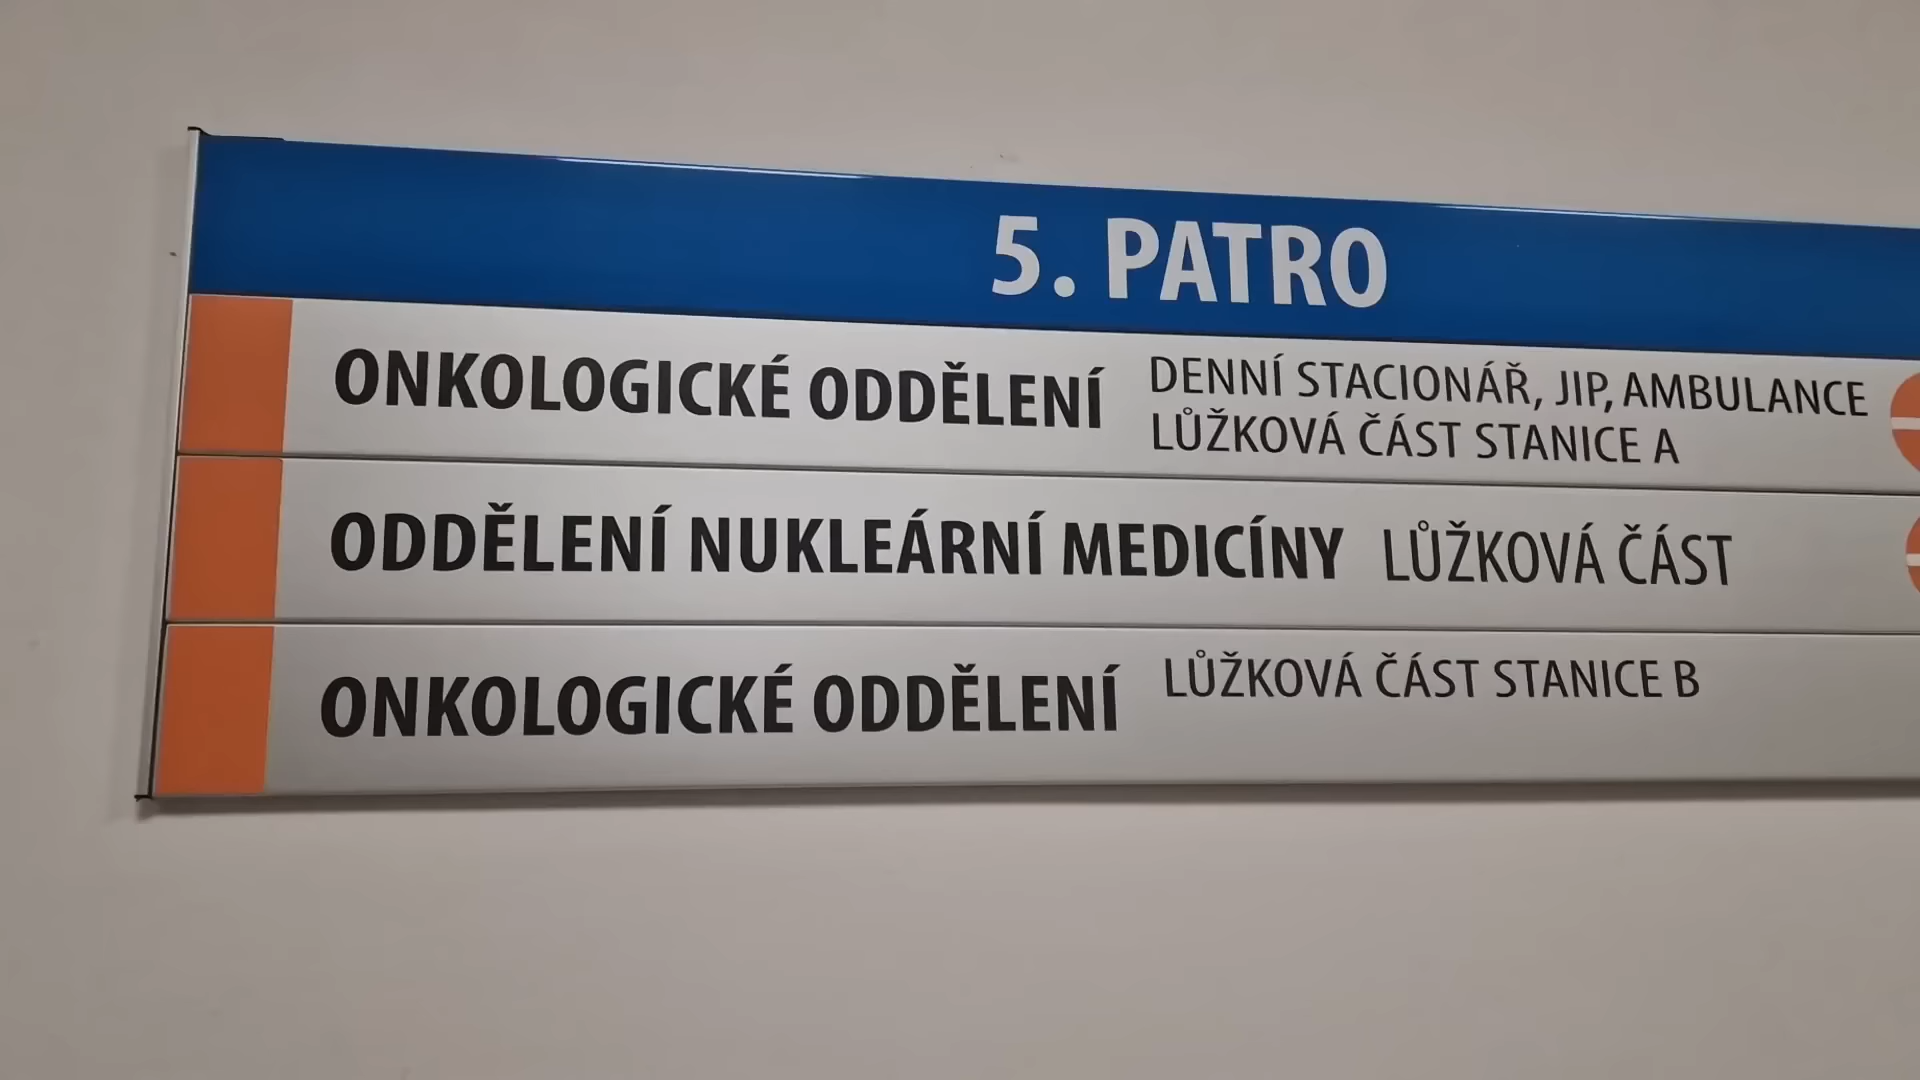 5. PATRO
ONKOLOGICKÉ ODDĚLENÍ
DENNÍ STACIONÁŘ, JIP, AMBULANCE
LŮŽKOVÁ ČÁST STANICE A
ODDĚLENÍ NUKLEÁRNÍ MEDICÍNY LŮŽKOVÁ ČÁST
ONKOLOGICKÉ ODDĚLENÍ LŮŽKOVÁ ČÁST STANICE B